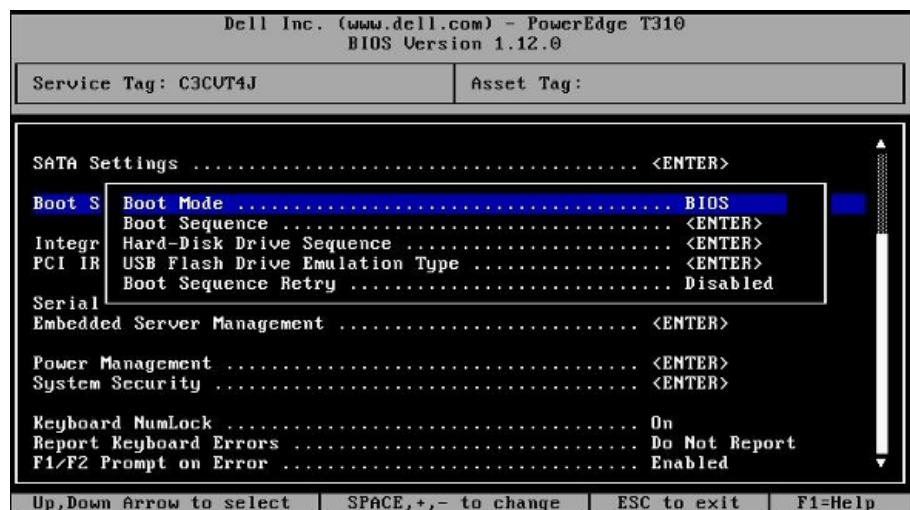 Dell Inc. (www.dell.com) - PowerEdge T310
BIOS Version 1.12.0
Service Tag: C3CVT4J
Asset Tag:
SATA Settings ........................................ <ENTER>
Boot S
Boot Mode ........................................ BIOS
Boot Sequence .................................... <ENTER>
Hard-Disk Drive Sequence ......................... <ENTER>
USB Flash Drive Emulation Type ................... <ENTER>
Boot Sequence Retry .............................. Disabled
Integr
PCI IR
Serial
Embedded Server Management ........................... <ENTER>
Power Management ..................................... <ENTER>
System Security ...................................... <ENTER>
Keyboard NumLock ..................................... On
Report Keyboard Errors ............................... Do Not Report
F1/F2 Prompt on Error ................................ Enabled
Up,Down Arrow to select SPACE,+,- to change ESC to exit F1=Help